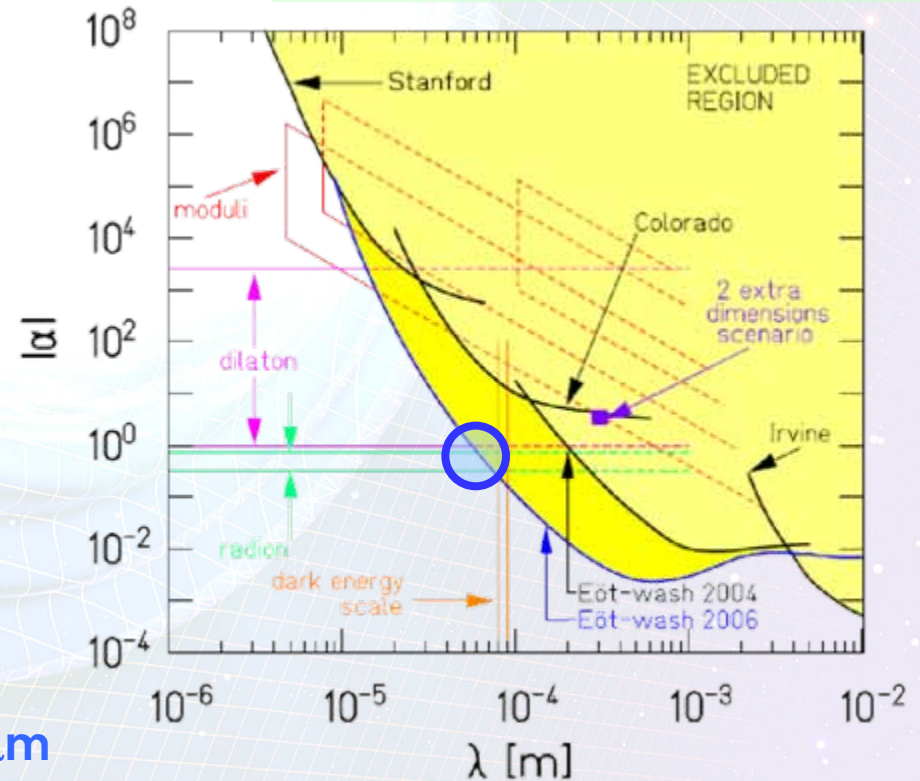 10^8
10^6
10^4
10^2
10^0
10^-2
10^-4
|α|
Stanford
EXCLUDED
REGION
moduli
Colorado
2 extra
dimensions
scenario
dilaton
Irvine
radion
dark energy
scale
Eöt-wash 2004
Eöt-wash 2006
10^-6
10^-5
10^-4
10^-3
10^-2
λ [m]